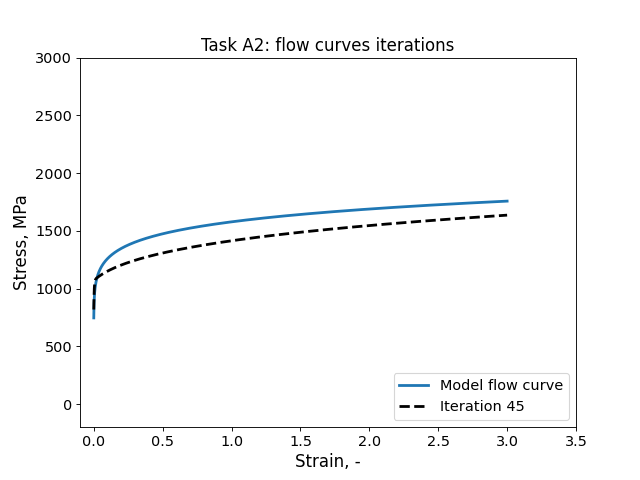 Task A2: flow curves iterations
3000
2500
2000
1500
1000
500
0
Stress, MPa
0.0 0.5 1.0 1.5 2.0 2.5 3.0 3.5
Strain, -
Model flow curve
Iteration 45